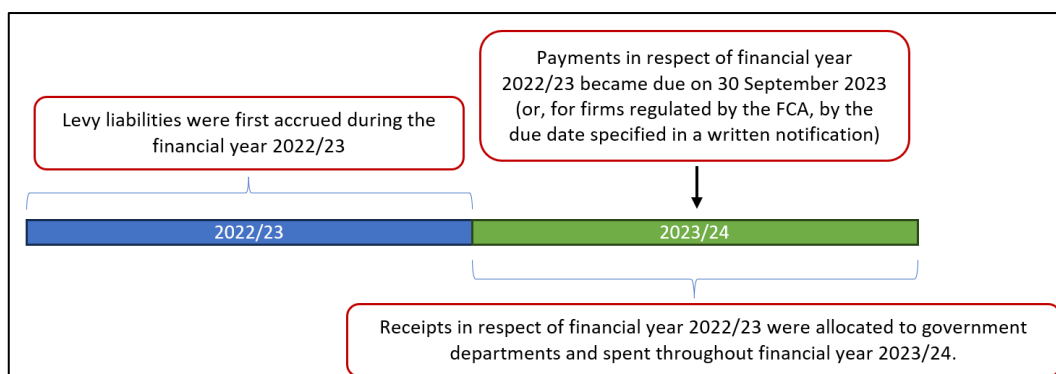 Payments in respect of financial year
2022/23 became due on 30 September 2023
(or, for firms regulated by the FCA, by the
due date specified in a written notification)
Levy liabilities were first accrued during the
financial year 2022/23
2022/23
2023/24
Receipts in respect of financial year 2022/23 were allocated to government
departments and spent throughout financial year 2023/24.